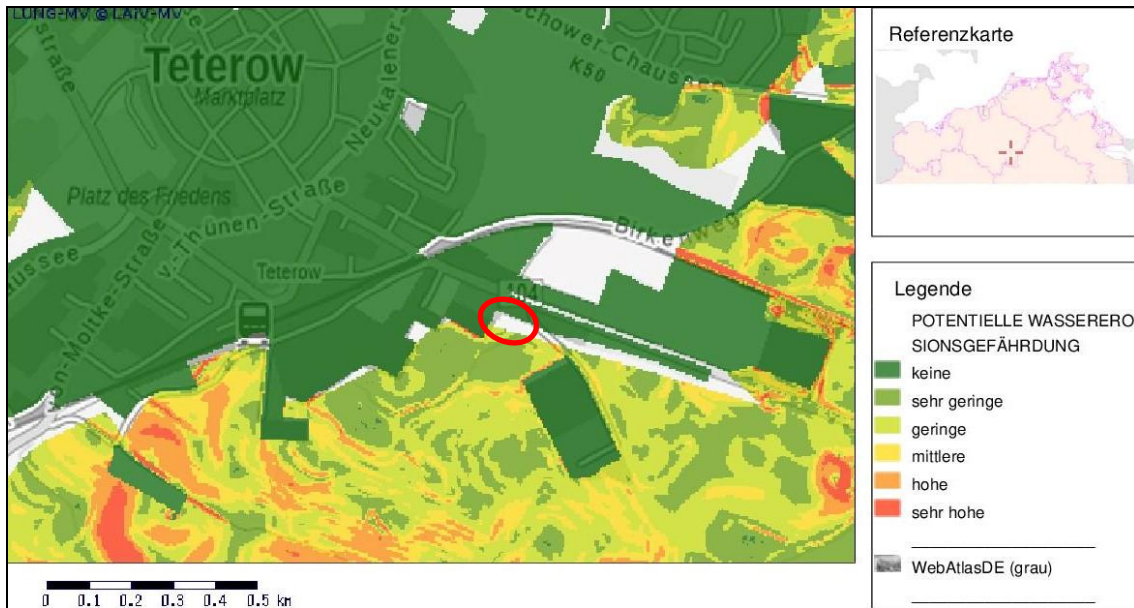 LUNG-MV © LAiV-MV
Teterow
Marktplatz
Neukalener
K50
Platz des Friedens
v.-Thünen-Straße
Teterow
Birkenweg
104
0 0.1 0.2 0.3 0.4 0.5 km
Referenzkarte
Legende
POTENTIELLE WASSERERO
SIONSGEFÄHRDUNG
keine
sehr geringe
geringe
mittlere
hohe
sehr hohe
WebAtlasDE (grau)